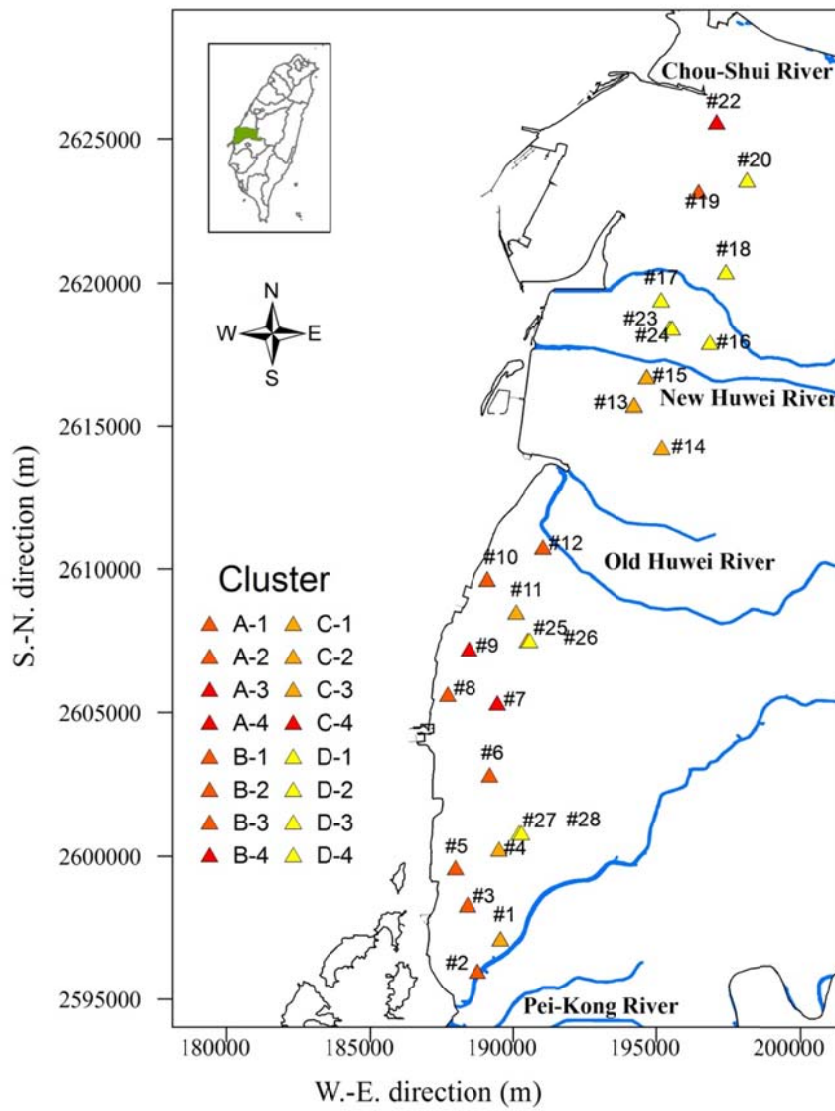 Chou-Shui River
#22
2625000
#20
#19
#18
2620000
#17
#23
#24
#16
N
W
E
S
#15
#13
New Huwei River
2615000
#14
#12
Old Huwei River
2610000
#10
#11
#25
#26
#9
#8
#7
2605000
#6
#27
#28
2600000
#5
#4
#3
#1
#2
2595000
Pei-Kong River
Cluster
A-1 C-1
A-2 C-2
A-3 C-3
A-4 C-4
B-1 D-1
B-2 D-2
B-3 D-3
B-4 D-4
S.-N. direction (m)
180000 185000 190000 195000 200000
W.-E. direction (m)